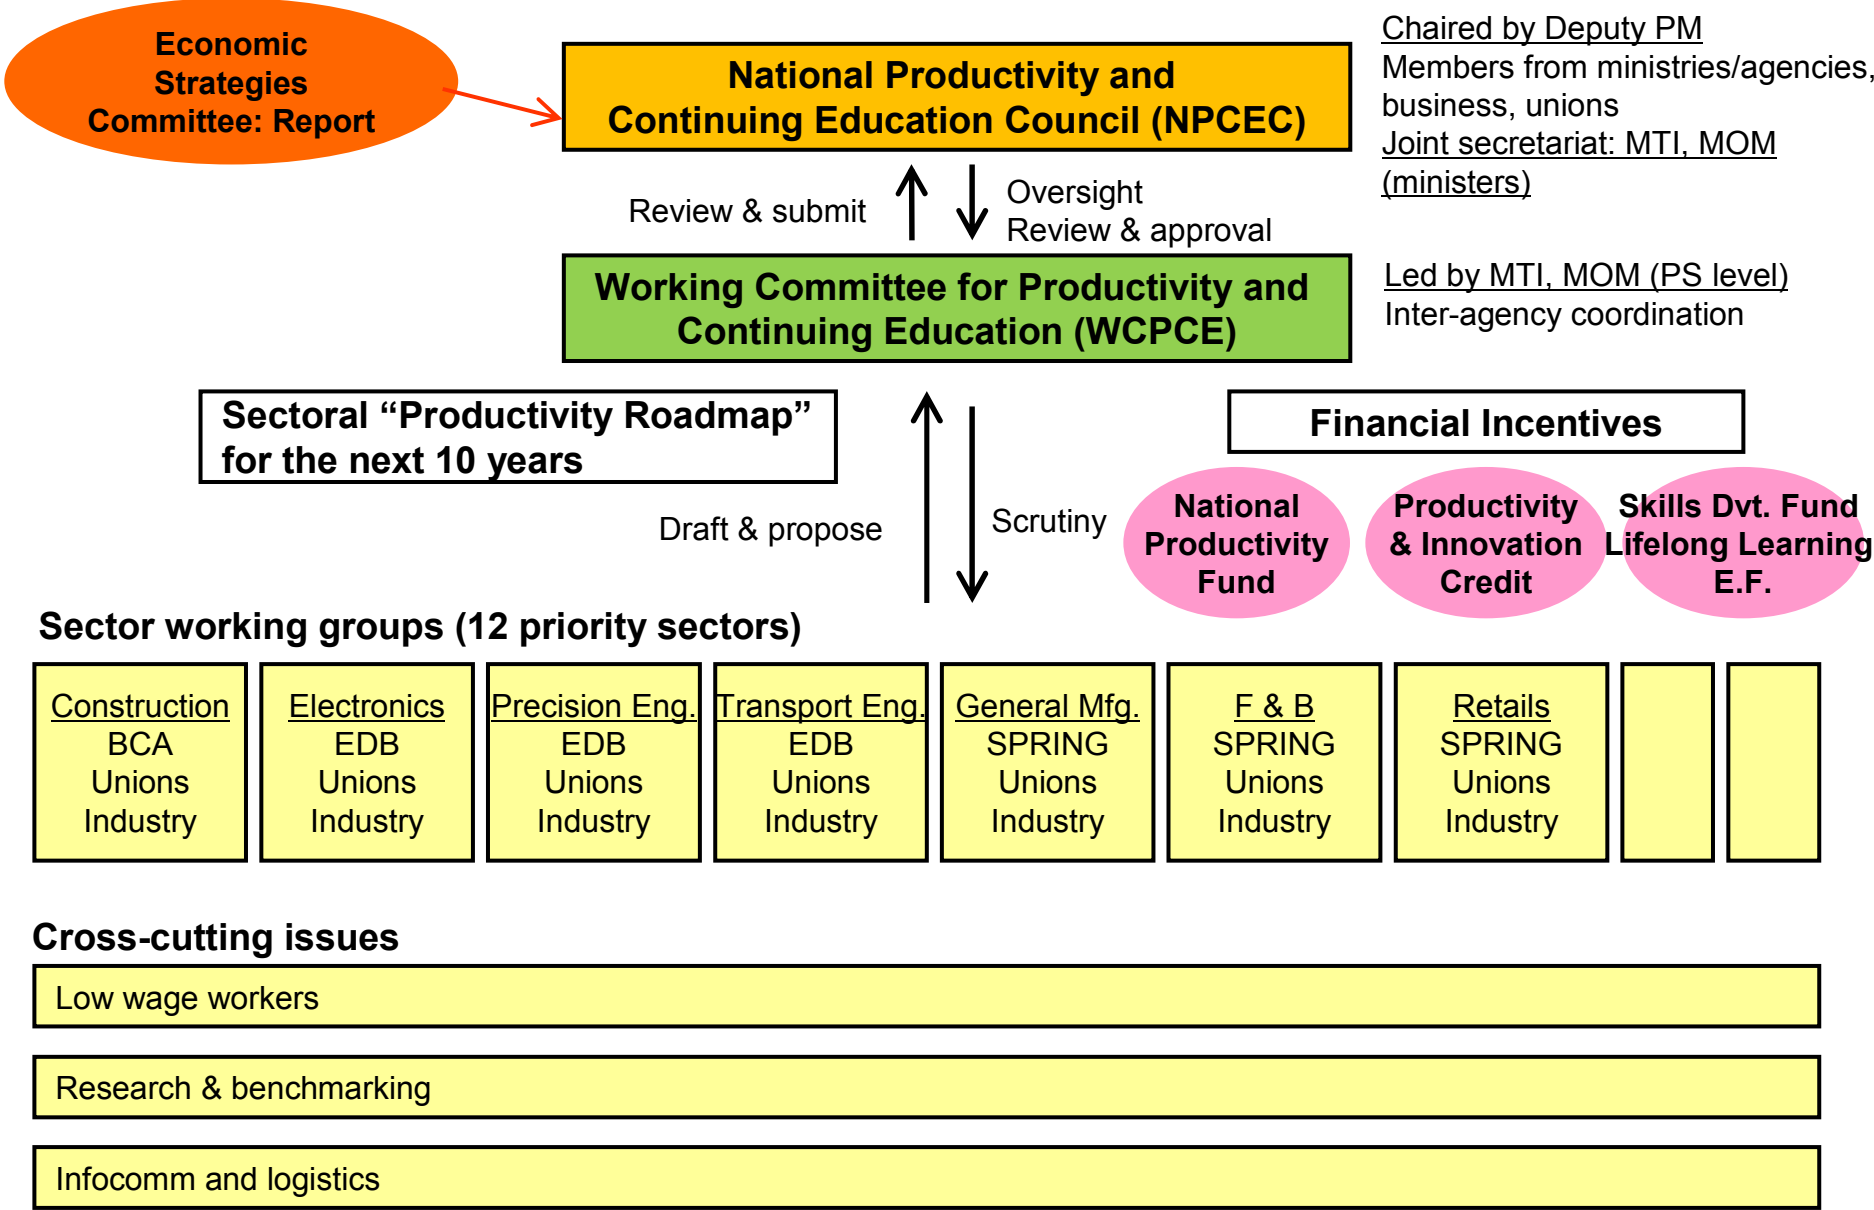 Economic
Strategies
Committee: Report
National Productivity and
Continuing Education Council (NPCEC)
Chaired by Deputy PM
Members from ministries/agencies,
business, unions
Joint secretariat: MTI, MOM
(ministers)
Review & submit
Oversight
Review & approval
Working Committee for Productivity and
Continuing Education (WCPCE)
Led by MTI, MOM (PS level)
Inter-agency coordination
Sectoral “Productivity Roadmap”
for the next 10 years
Financial Incentives
Draft & propose
Scrutiny
National
Productivity
Fund
Productivity
& Innovation
Credit
Skills Dvt. Fund
Lifelong Learning
E.F.
Sector working groups (12 priority sectors)
Construction
BCA
Unions
Industry
Electronics
EDB
Unions
Industry
Precision Eng.
EDB
Unions
Industry
Transport Eng.
EDB
Unions
Industry
General Mfg.
SPRING
Unions
Industry
F & B
SPRING
Unions
Industry
Retails
SPRING
Unions
Industry
Cross-cutting issues
Low wage workers
Research & benchmarking
Infocomm and logistics